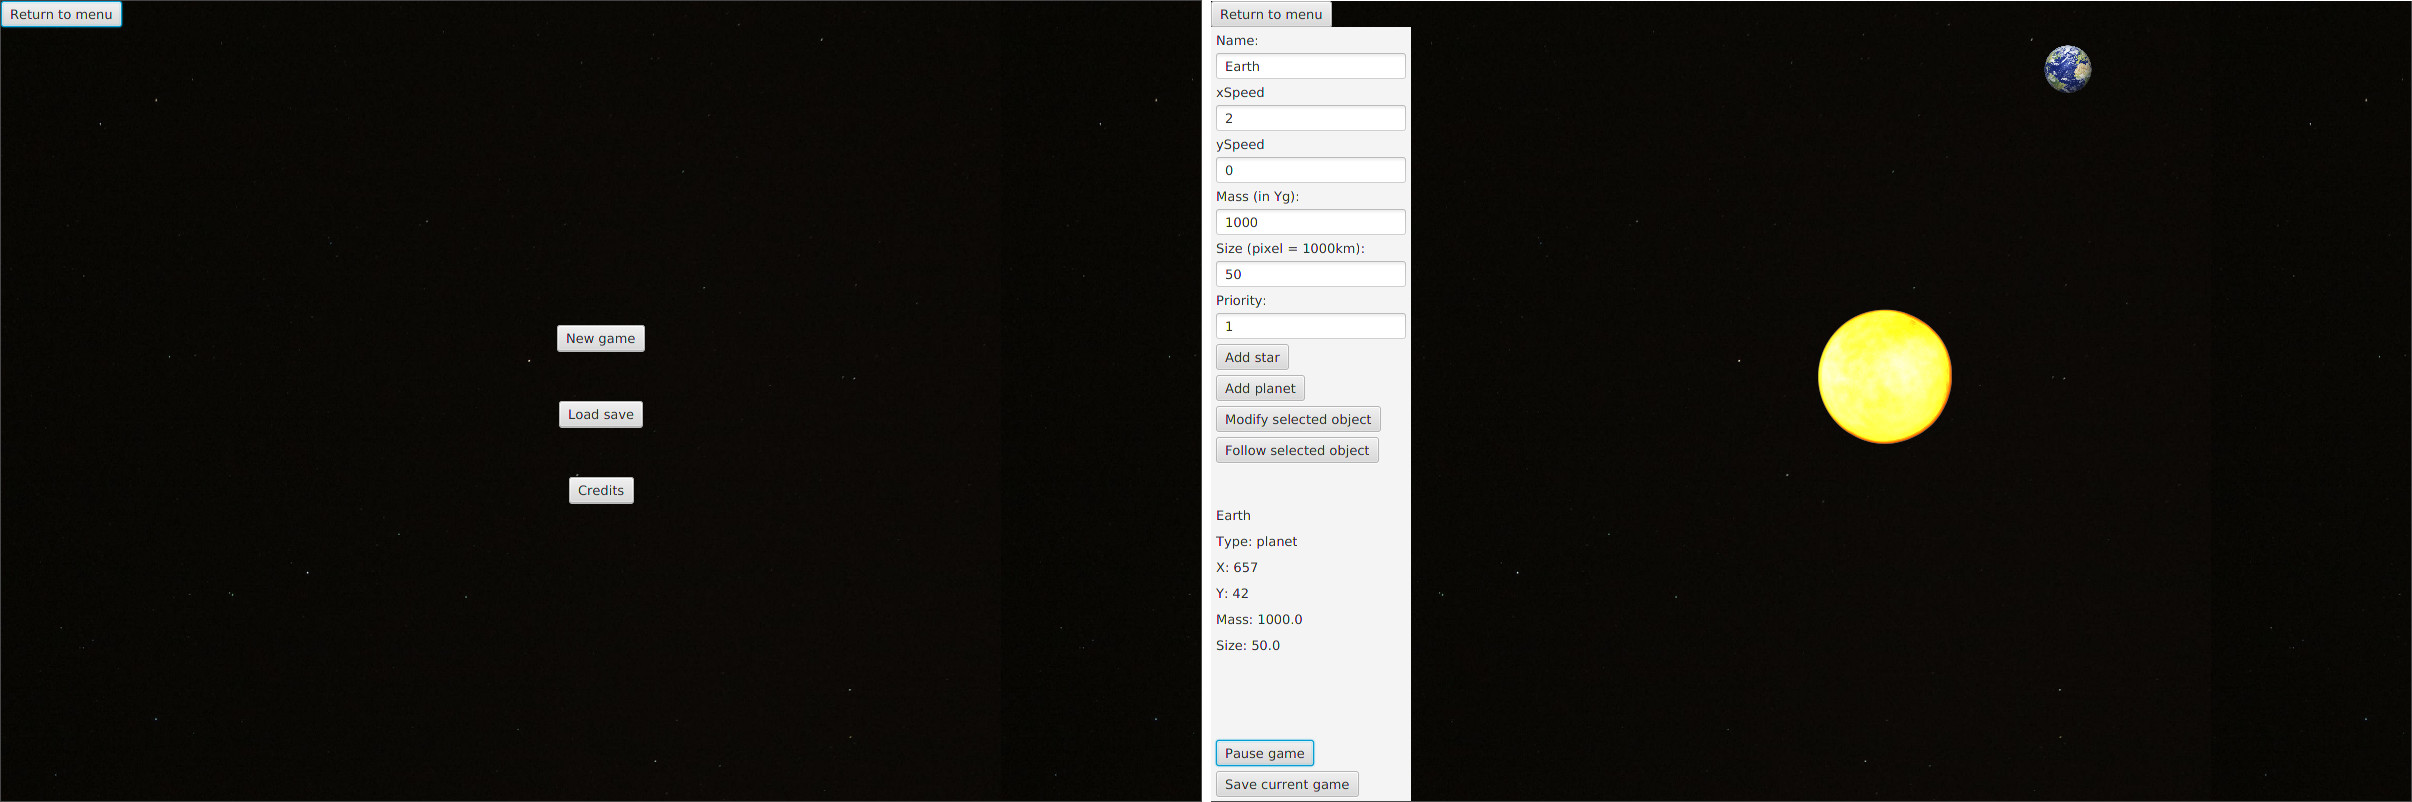 Return to menu
New game
Load save
Credits
Return to menu
Name:
Earth
xSpeed
2
ySpeed
0
Mass (in Yg):
1000
Size (pixel = 1000km):
50
Priority:
1
Add star
Add planet
Modify selected object
Follow selected object
Earth
Type: planet
X: 657
Y: 42
Mass: 1000.0
Size: 50.0
Pause game
Save current game